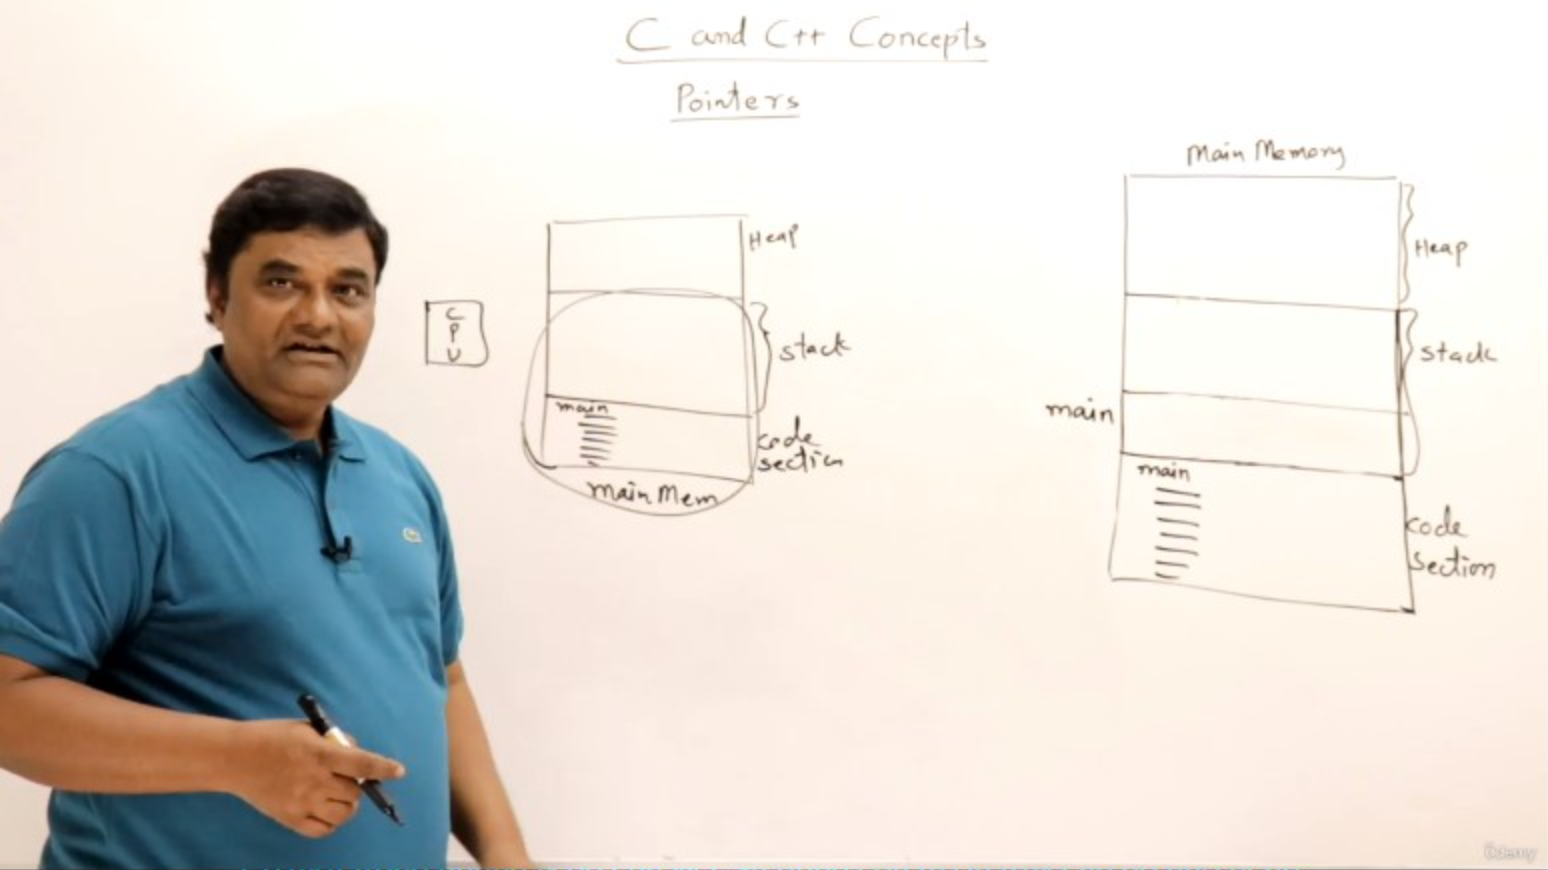 C and C++ Concepts
Pointers
Heap
C
P
U
stack
main
code
section
main Mem
Main Memory
Heap
stack
main
main
code
section
Udemy